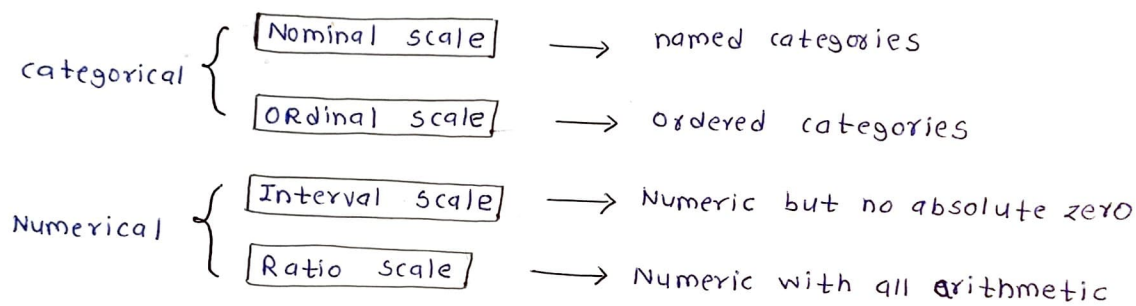 Categorical { Nominal scale → named categories
Ordinal scale → ordered categories
Numerical { Interval scale → Numeric but no absolute zero
Ratio scale → Numeric with all arithmetic